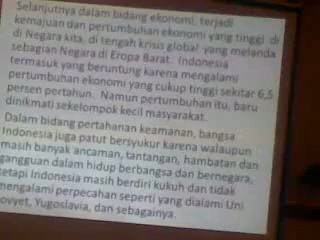 Selanjutnya dalam bidang ekonomi, terjadi
kemajuan dan pertumbuhan ekonomi yang tinggi di
di Negara kita, di tengah krisis global yang melanda
sebagian Negara di Eropa Barat. Indonesia
termasuk yang beruntung karena mengalami
pertumbuhan ekonomi yang cukup tinggi sekitar 6,5
persen pertahun. Namun pertumbuhan itu, baru
dinikmati sekelompok kecil masyarakat.
Dalam bidang pertahanan keamanan, bangsa
Indonesia juga patut bersyukur karena walaupun
masih banyak ancaman, tantangan, hambatan dan
gangguan dalam hidup berbangsa dan bernegara,
tetapi Indonesia masih berdiri kukuh dan tidak
mengalami perpecahan seperti yang dialami Uni
ovyet, Yugoslavia, dan sebagainya.